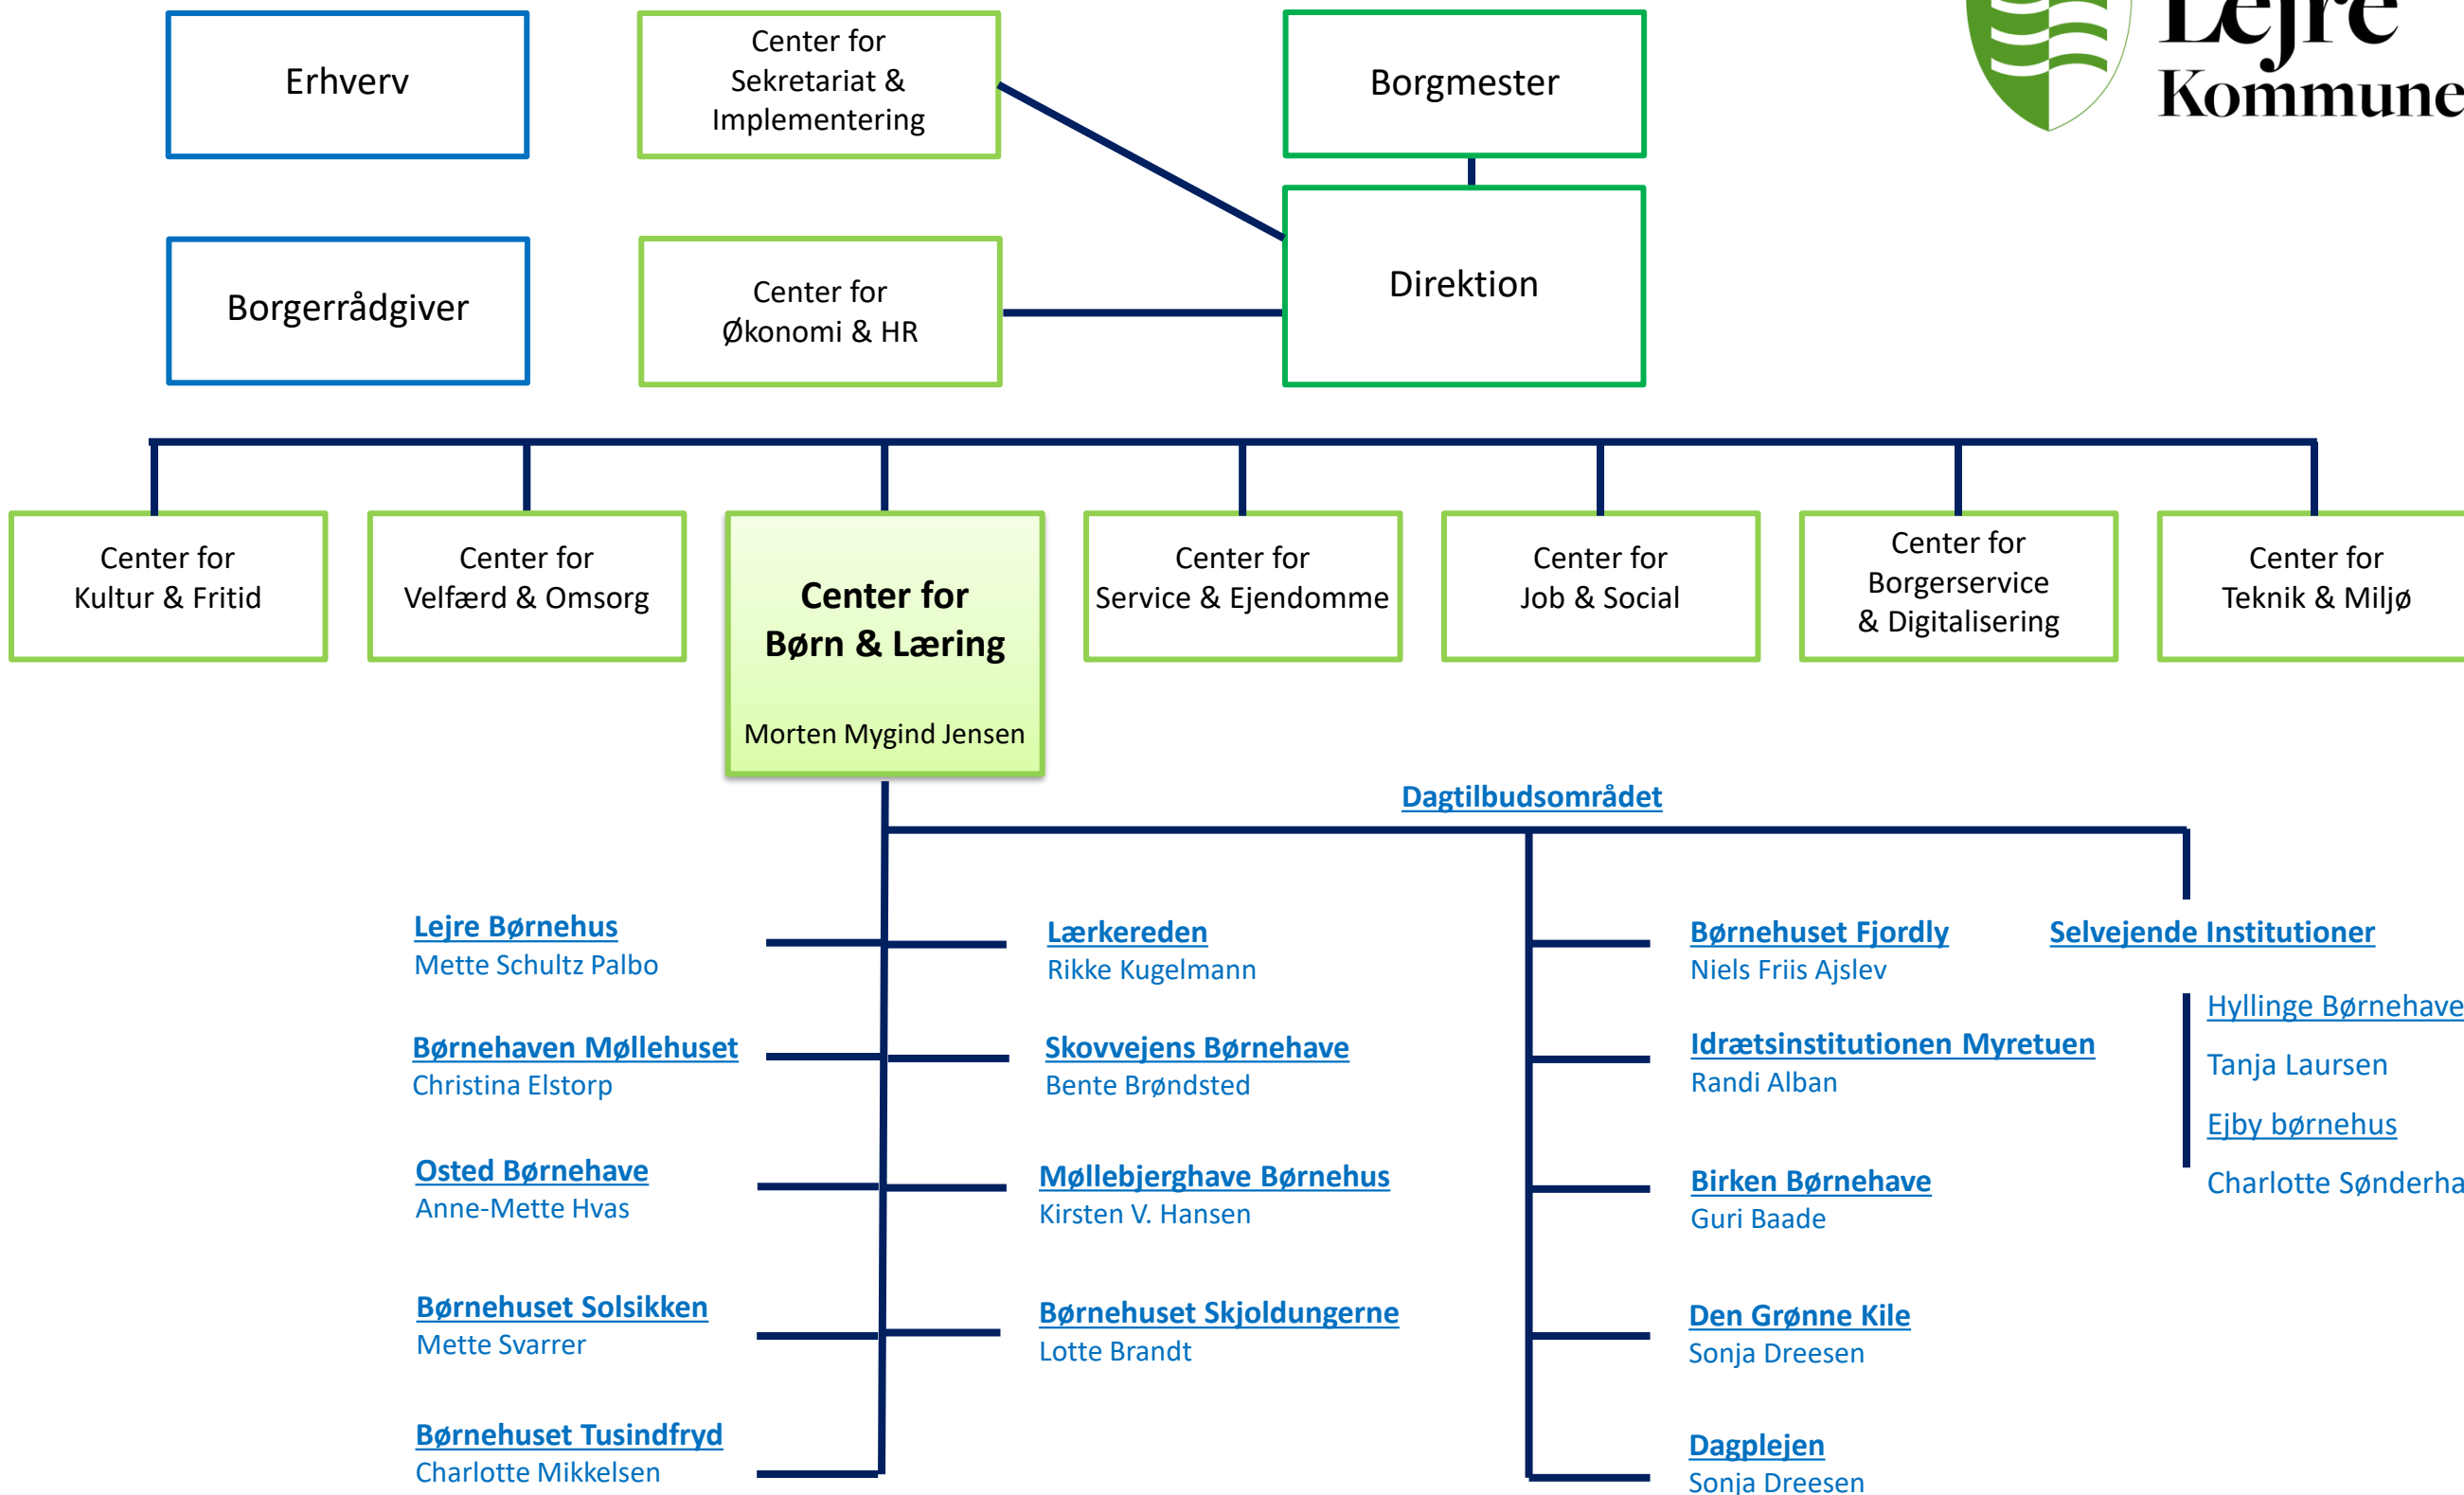 Lejre
Kommune
Erhverv
Center for
Sekretariat &
Implementering
Borgmester
Borgerrådgiver
Center for
Økonomi & HR
Direktion
Center for
Kultur & Fritid
Center for
Velfærd & Omsorg
Center for
Børn & Læring
Morten Mygind Jensen
Center for
Service & Ejendomme
Center for
Job & Social
Center for
Borgerservice
& Digitalisering
Center for
Teknik & Miljø
Dagtilbudsområdet
Lejre Børnehus
Mette Schultz Palbo
Børnehaven Møllehuset
Christina Elstorp
Osted Børnehave
Anne-Mette Hvas
Børnehuset Solsikken
Mette Svarrer
Børnehuset Tusindfryd
Charlotte Mikkelsen
Lærkereden
Rikke Kugelmann
Skovvejens Børnehave
Bente Brøndsted
Møllebjerghave Børnehus
Kirsten V. Hansen
Børnehuset Skjoldungerne
Lotte Brandt
Børnehuset Fjordly
Niels Friis Ajslev
Idrætsinstitutionen Myretuen
Randi Alban
Birken Børnehave
Guri Baade
Den Grønne Kile
Sonja Dreesen
Dagplejen
Sonja Dreesen
Selvejende Institutioner
Hyllinge Børnehave
Tanja Laursen
Ejby børnehus
Charlotte